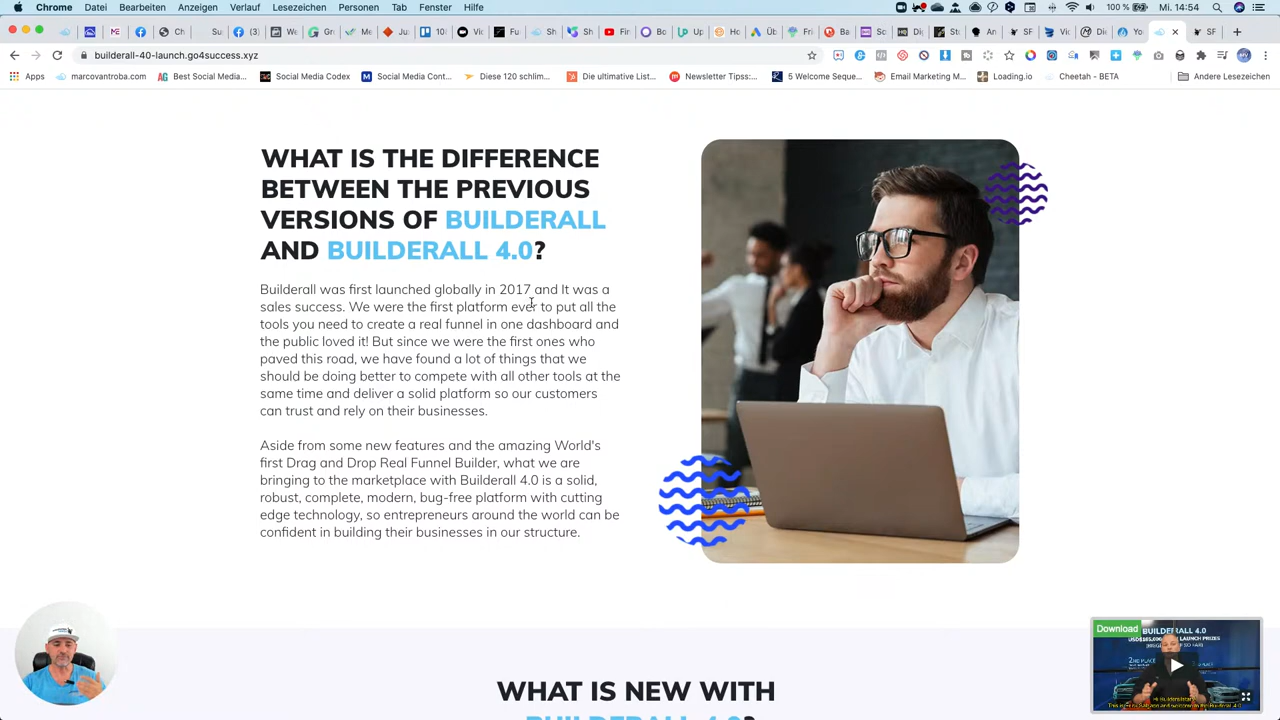 Chrome Datei Bearbeiten Anzeigen Verlauf Lesezeichen Personen Tab Fenster Hilfe
100 % Mi. 14:54
builderall-40-launch.go4success.xyz
Apps marcovantroba.com Best Social Media... Social Media Codex Social Media Cont... Diese 120 schlim... Die ultimative List... Newsletter Tipss:... 5 Welcome Seque... Email Marketing M... Loading.io Cheetah - BETA Andere Lesezeichen
WHAT IS THE DIFFERENCE
BETWEEN THE PREVIOUS
VERSIONS OF BUILDERALL
AND BUILDERALL 4.0?
Builderall was first launched globally in 2017 and It was a
sales success. We were the first platform ever to put all the
tools you need to create a real funnel in one dashboard and
the public loved it! But since we were the first ones who
paved this road, we have found a lot of things that we
should be doing better to compete with all other tools at the
same time and deliver a solid platform so our customers
can trust and rely on their businesses.
Aside from some new features and the amazing World's
first Drag and Drop Real Funnel Builder, what we are
bringing to the marketplace with Builderall 4.0 is a solid,
robust, complete, modern, bug-free platform with cutting
edge technology, so entrepreneurs around the world can be
confident in building their businesses in our structure.
Download
BUILDERALL 4.0
LAUNCH PRIZES
2ND PLACE
WHAT IS NEW WITH
BUILDERALL 4.0?